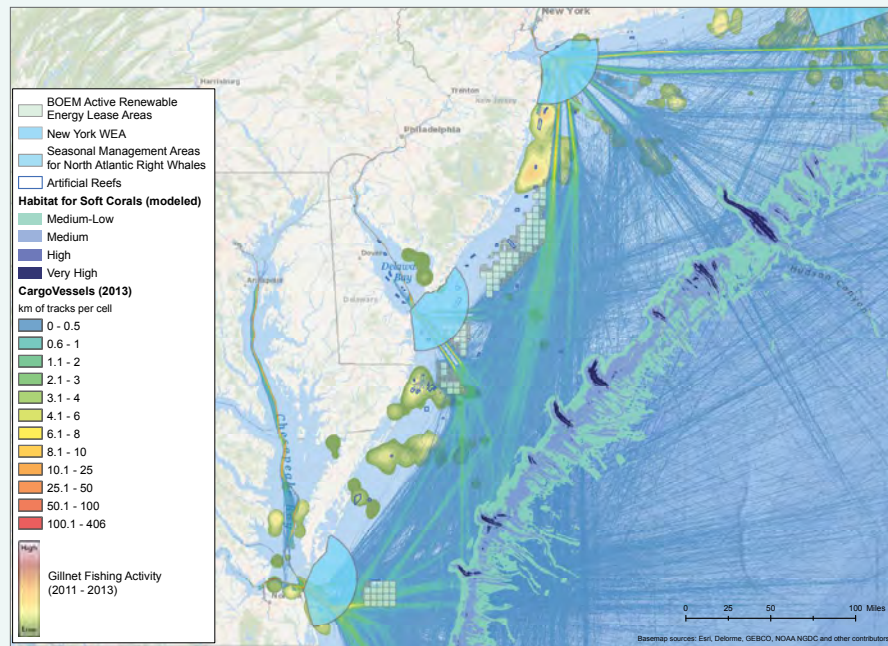 New York
Harrisburg
Trenton
New Jersey
Philadelphia
BOEM Active Renewable
Energy Lease Areas
New York WEA
Seasonal Management Areas
for North Atlantic Right Whales
Artificial Reefs
Habitat for Soft Corals (modeled)
Medium-Low
Medium
High
Very High
CargoVessels (2013)
km of tracks per cell
0 - 0.5
0.6 - 1
1.1 - 2
2.1 - 3
3.1 - 4
4.1 - 6
6.1 - 8
8.1 - 10
10.1 - 25
25.1 - 50
50.1 - 100
100.1 - 406
High
Gillnet Fishing Activity
(2011 - 2013)
Low
Dover
Bay
Delaware
Annapolis
Hudson Canyon
Chesapeake Bay
0 25 50 100 Miles
Basemap sources: Esri, Delorme, GEBCO, NOAA NGDC and other contributors